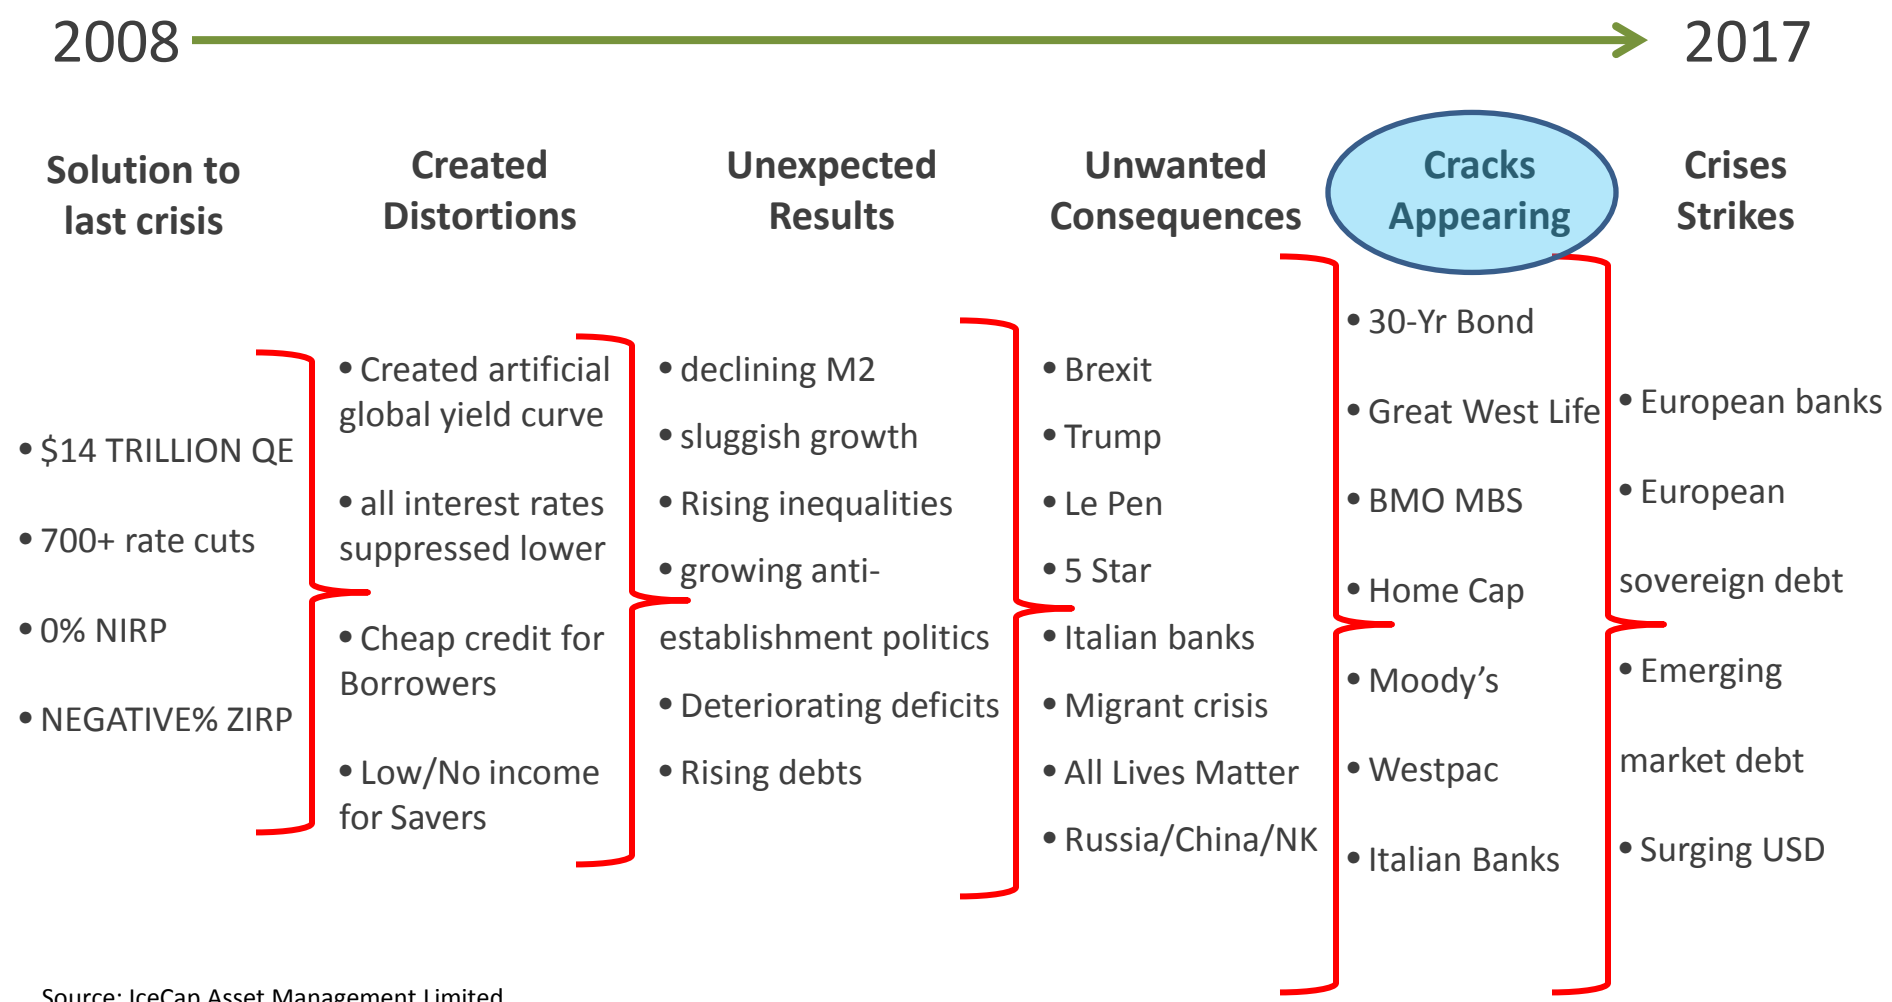 2008
2017
Solution to
last crisis
• $14 TRILLION QE
• 700+ rate cuts
• 0% NIRP
• NEGATIVE% ZIRP
Created
Distortions
• Created artificial
global yield curve
• all interest rates
suppressed lower
• Cheap credit for
Borrowers
• Low/No income
for Savers
Unexpected
Results
• declining M2
• sluggish growth
• Rising inequalities
• growing anti-
establishment politics
• Deteriorating deficits
• Rising debts
Unwanted
Consequences
• Brexit
• Trump
• Le Pen
• 5 Star
• Italian banks
• Migrant crisis
• All Lives Matter
• Russia/China/NK
Cracks
Appearing
• 30-Yr Bond
• Great West Life
• BMO MBS
• Home Cap
• Moody's
• Westpac
• Italian Banks
Crises
Strikes
• European banks
• European
sovereign debt
• Emerging
market debt
• Surging USD
Source: IceCap Asset Management Limited